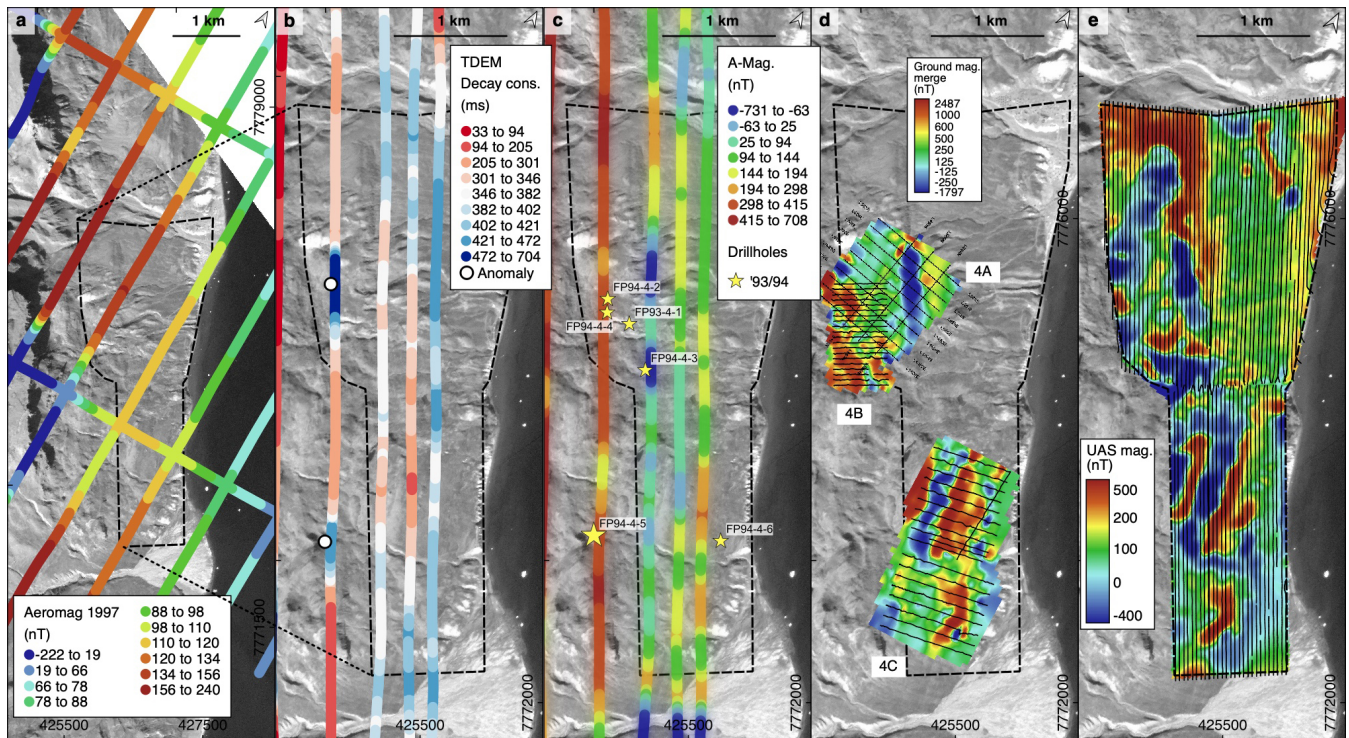 a
1 km
Aeromag 1997
(nT)
-222 to 19
19 to 66
66 to 78
78 to 88
88 to 98
98 to 110
110 to 120
120 to 134
134 to 156
156 to 240
425500
427500
b
1 km
7779000
7771500
TDEM
Decay cons.
(ms)
33 to 94
94 to 205
205 to 301
301 to 346
346 to 382
382 to 402
402 to 421
421 to 472
472 to 704
Anomaly
425500
c
1 km
A-Mag.
(nT)
-731 to -63
-63 to 25
25 to 94
94 to 144
144 to 194
194 to 298
298 to 415
415 to 708
Drillholes
'93/94
FP94-4-2
FP93-4-1
FP94-4-4
FP94-4-3
FP94-4-5
FP94-4-6
425500
7772000
d
1 km
Ground mag.
merge
(nT)
2487
1000
600
500
250
125
-125
-250
-1797
4A
4B
4C
425500
e
1 km
7776000
UAS mag.
(nT)
500
200
100
0
-400
425500
7772000